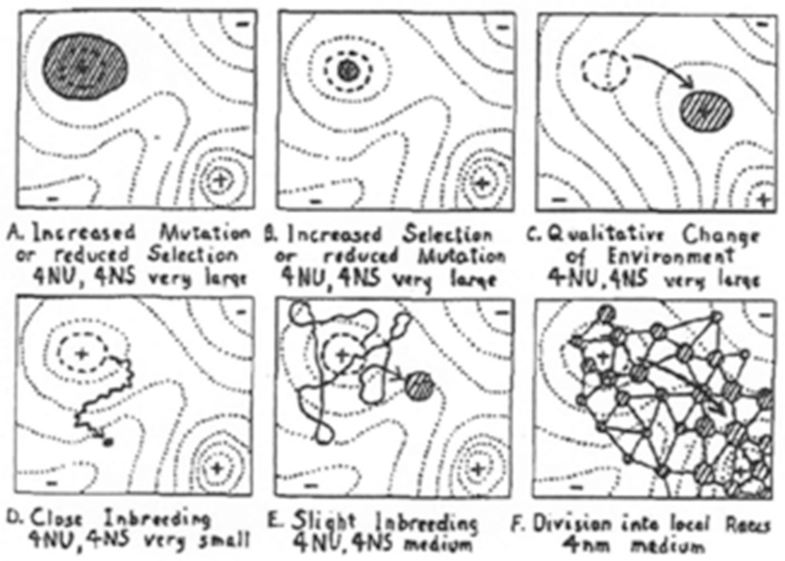 A. Increased Mutation
or reduced Selection
4NU, 4NS very large
B. Increased Selection
or reduced Mutation
4NU, 4NS very large
C. Qualitative Change
of Environment
4NU, 4NS very large
D. Close Inbreeding
4NU, 4NS very small
E. Slight Inbreeding
4NU, 4NS medium
F. Division into local Races
4nm medium